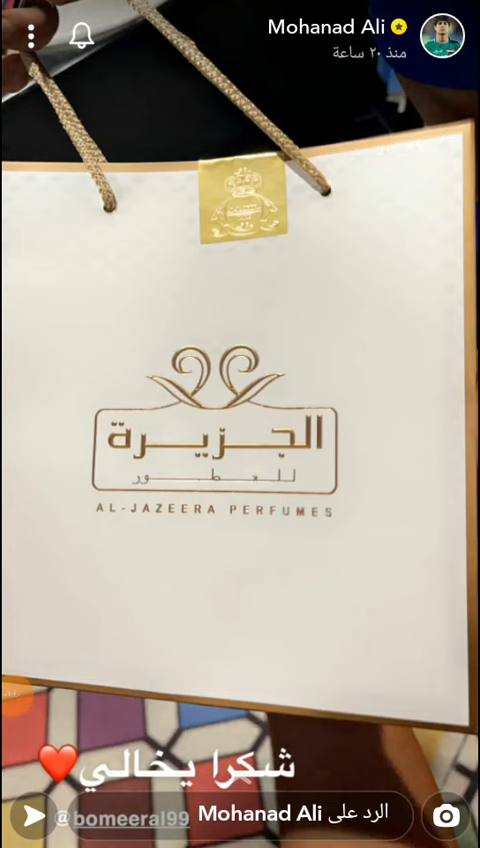 Mohanad Ali
منذ ٢٠ ساعة
الجزيرة
للعطور
AL-JAZEERA PERFUMES
شكرا يخالي❤️
@bomeeral99
الرد على Mohanad Ali